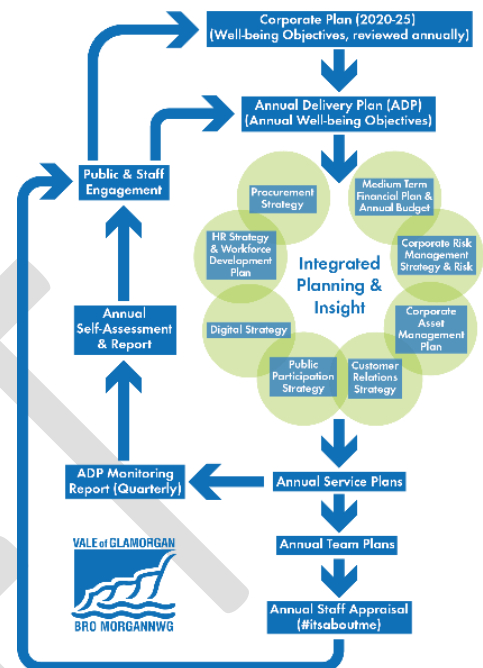 Corporate Plan (2020-25)
(Well-being Objectives, reviewed annually)
Annual Delivery Plan (ADP)
(Annual Well-being Objectives)
Public & Staff
Engagement
Procurement
Strategy
Medium Term
Financial Plan &
Annual Budget
HR Strategy
& Workforce
Development
Plan
Corporate Risk
Management
Strategy & Risk
Integrated
Planning &
Insight
Annual
Self-Assessment
& Report
Digital Strategy
Corporate
Asset
Management
Plan
Public
Participation
Strategy
Customer
Relations
Strategy
ADP Monitoring
Report (Quarterly)
Annual Service Plans
Annual Team Plans
VALE of GLAMORGAN
BRO MORGANNWG
Annual Staff Appraisal
(#itsaboutme)